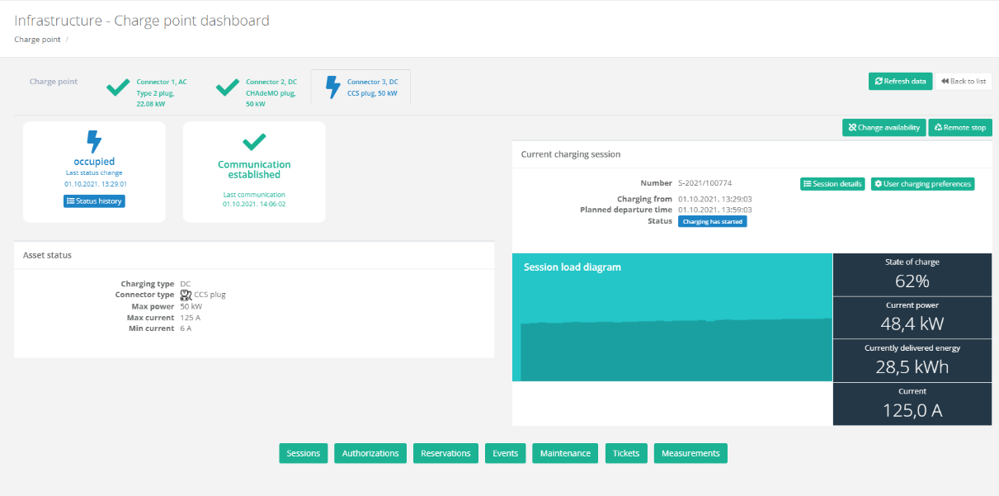 Infrastructure - Charge point dashboard
Charge point /
Charge point
Connector 1, AC
Type 2 plug,
22.08 kW
Connector 2, DC
CHAdeMO plug,
50 kW
Connector 3, DC
CCS plug, 50 kW
Refresh data
Back to list
Change availability
Remote stop
occupied
Last status change
01.10.2021. 13:29:01
Status history
Communication
established
Last communication
01.10.2021. 14:06:02
Asset status
Charging type DC
Connector type CCS plug
Max power 50 kW
Max current 125 A
Min current 6 A
Current charging session
Number S-2021/100774
Session details
User charging preferences
Charging from 01.10.2021. 13:29:03
Planned departure time 01.10.2021. 13:59:03
Status Charging has started
Session load diagram
State of charge
62%
Current power
48,4 kW
Currently delivered energy
28,5 kWh
Current
125,0 A
Sessions
Authorizations
Reservations
Events
Maintenance
Tickets
Measurements